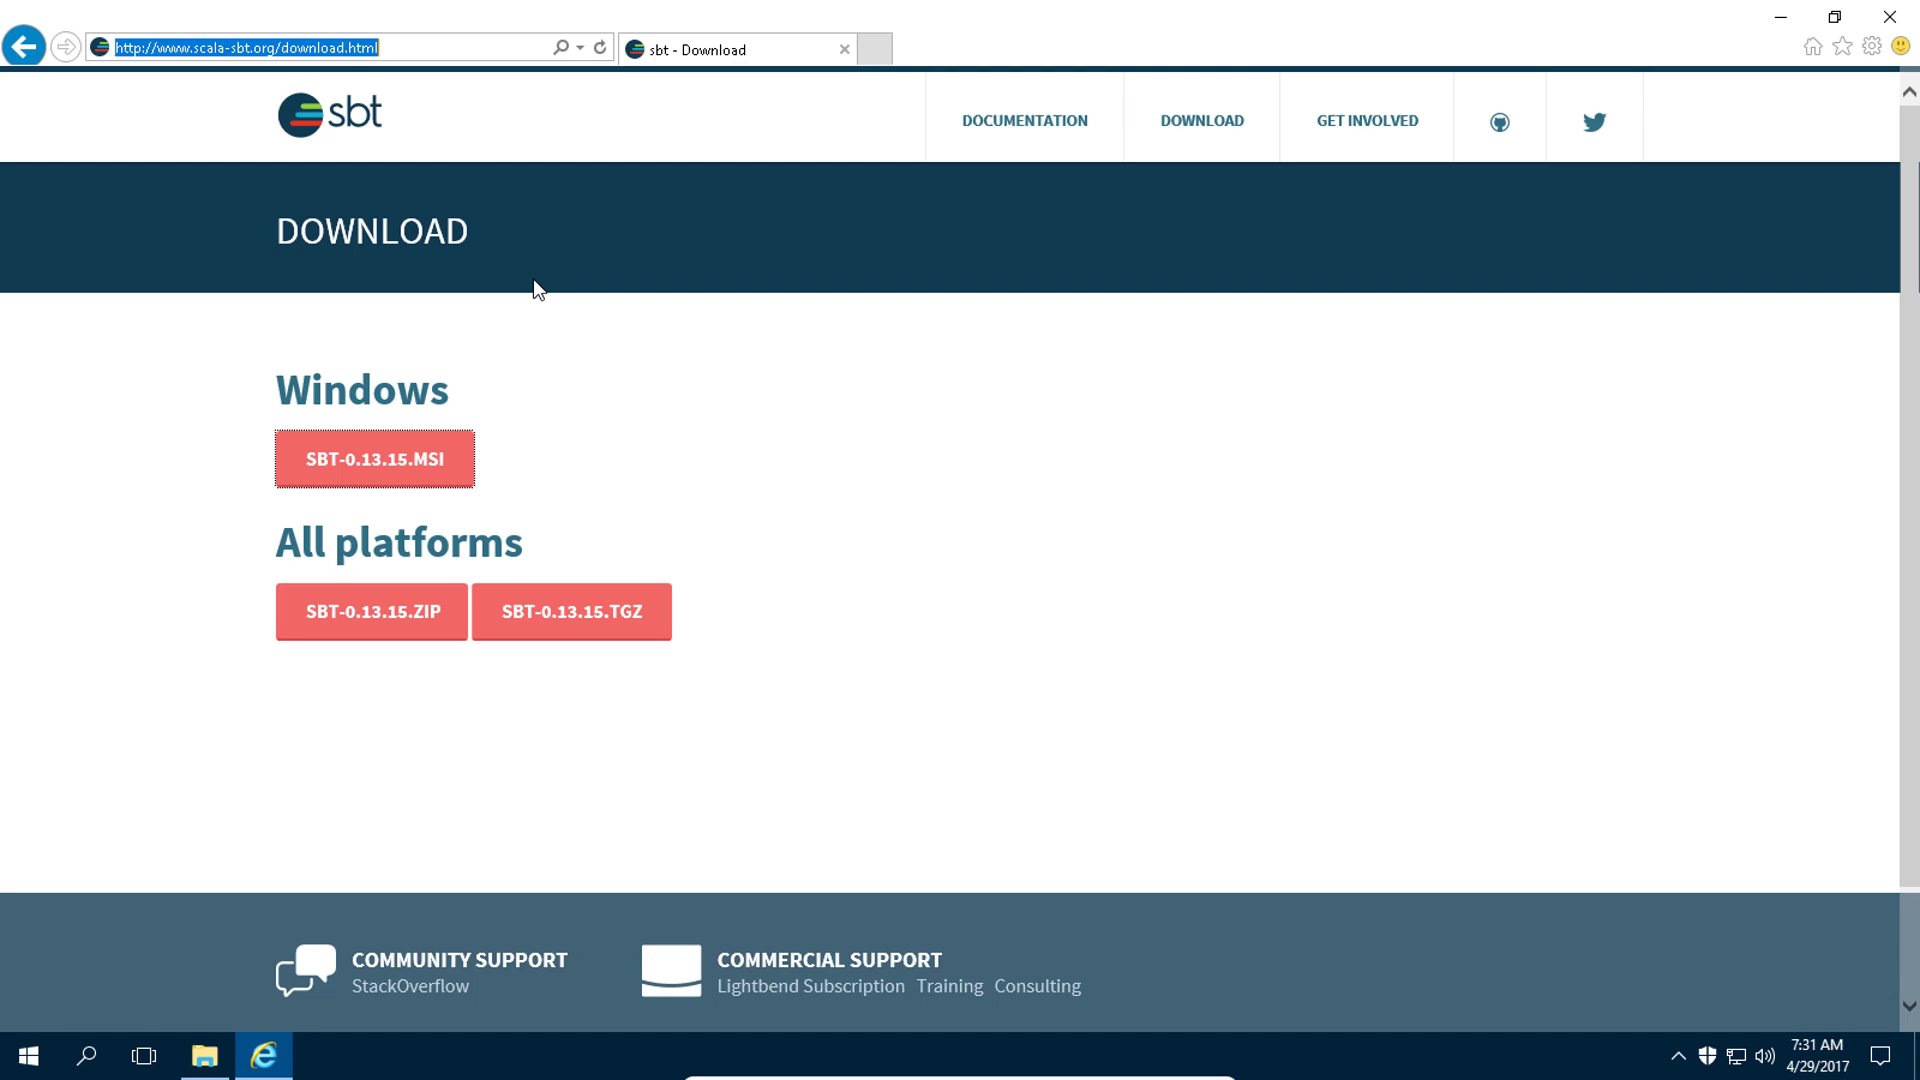 http://www.scala-sbt.org/download.html
sbt - Download
sbt
DOCUMENTATION
DOWNLOAD
GET INVOLVED
DOWNLOAD
Windows
SBT-0.13.15.MSI
All platforms
SBT-0.13.15.ZIP
SBT-0.13.15.TGZ
COMMUNITY SUPPORT
StackOverflow
COMMERCIAL SUPPORT
Lightbend Subscription Training Consulting
7:31 AM
4/29/2017